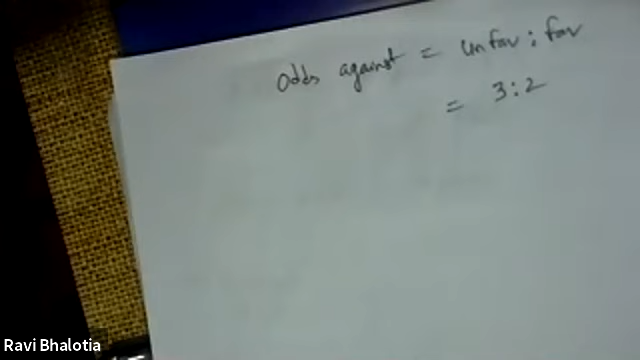 odds against = unfav : fav
= 3:2
Ravi Bhalotia